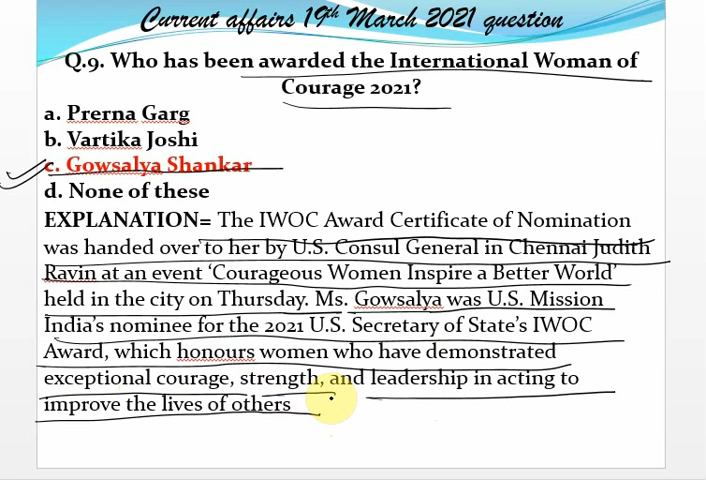 Current affairs 19th March 2021 question
Q.9. Who has been awarded the International Woman of
Courage 2021?
a. Prerna Garg
b. Vartika Joshi
c. Gowsalya Shankar
d. None of these
EXPLANATION= The IWOC Award Certificate of Nomination
was handed over to her by U.S. Consul General in Chennai Judith
Ravin at an event ‘Courageous Women Inspire a Better World’
held in the city on Thursday. Ms. Gowsalya was U.S. Mission
India’s nominee for the 2021 U.S. Secretary of State’s IWOC
Award, which honours women who have demonstrated
exceptional courage, strength, and leadership in acting to
improve the lives of others